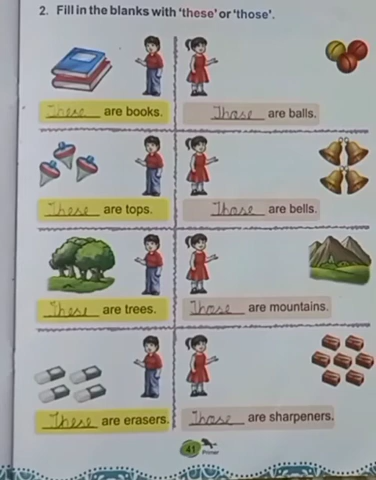 2. Fill in the blanks with 'these' or 'those'.
These are books.
Those are balls.
These are tops.
Those are bells.
These are trees.
Those are mountains.
These are erasers.
Those are sharpeners.
41
Primer